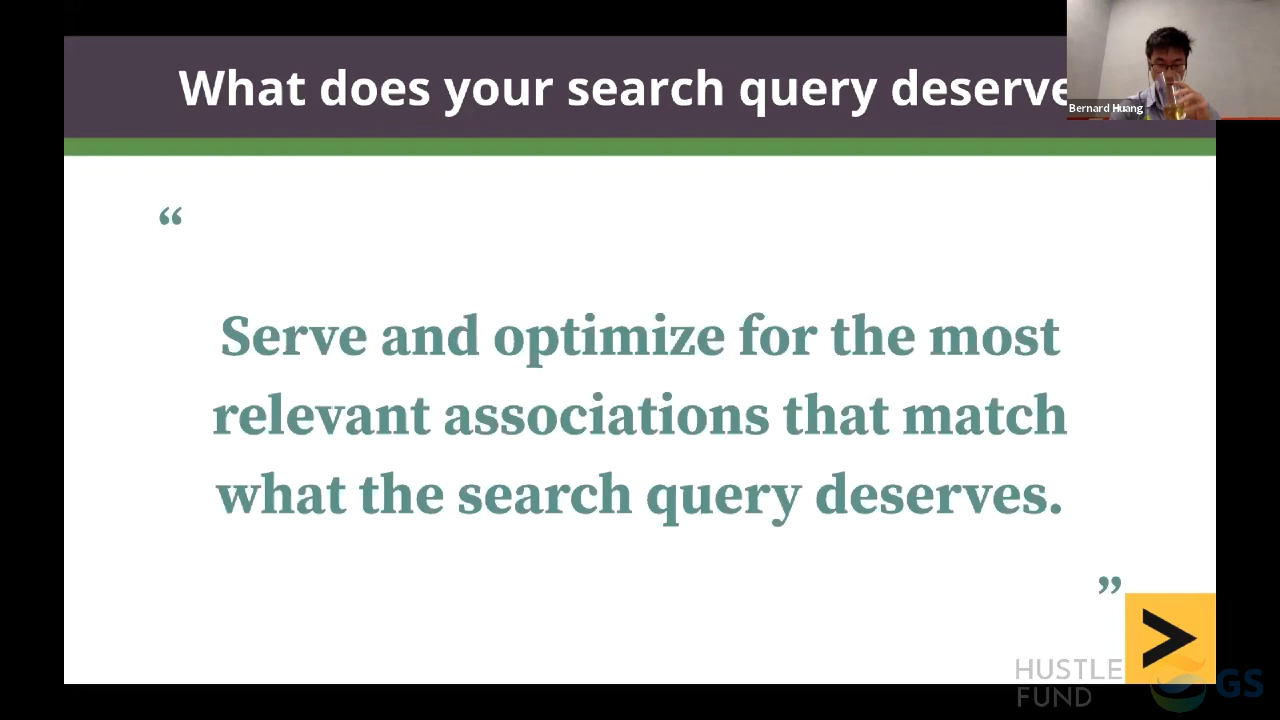 What does your search query deserve
Bernard Huang
“
Serve and optimize for the most
relevant associations that match
what the search query deserves.
”
HUSTLE
FUND
GS